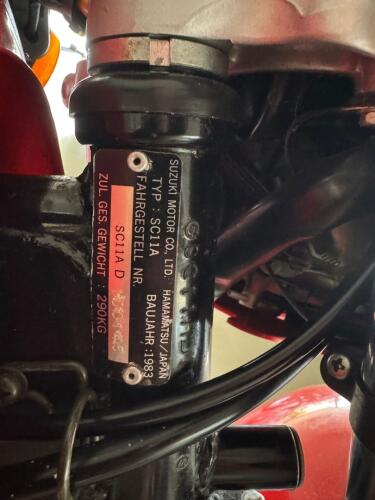 SUZUKI MOTOR CO., LTD. HAMAMATSU/JAPAN
TYP : SC11A BAUJAHR : 1983
FAHRGESTELL NR.
SC11A D
ZUL. GES. GEWICHT : 290KG